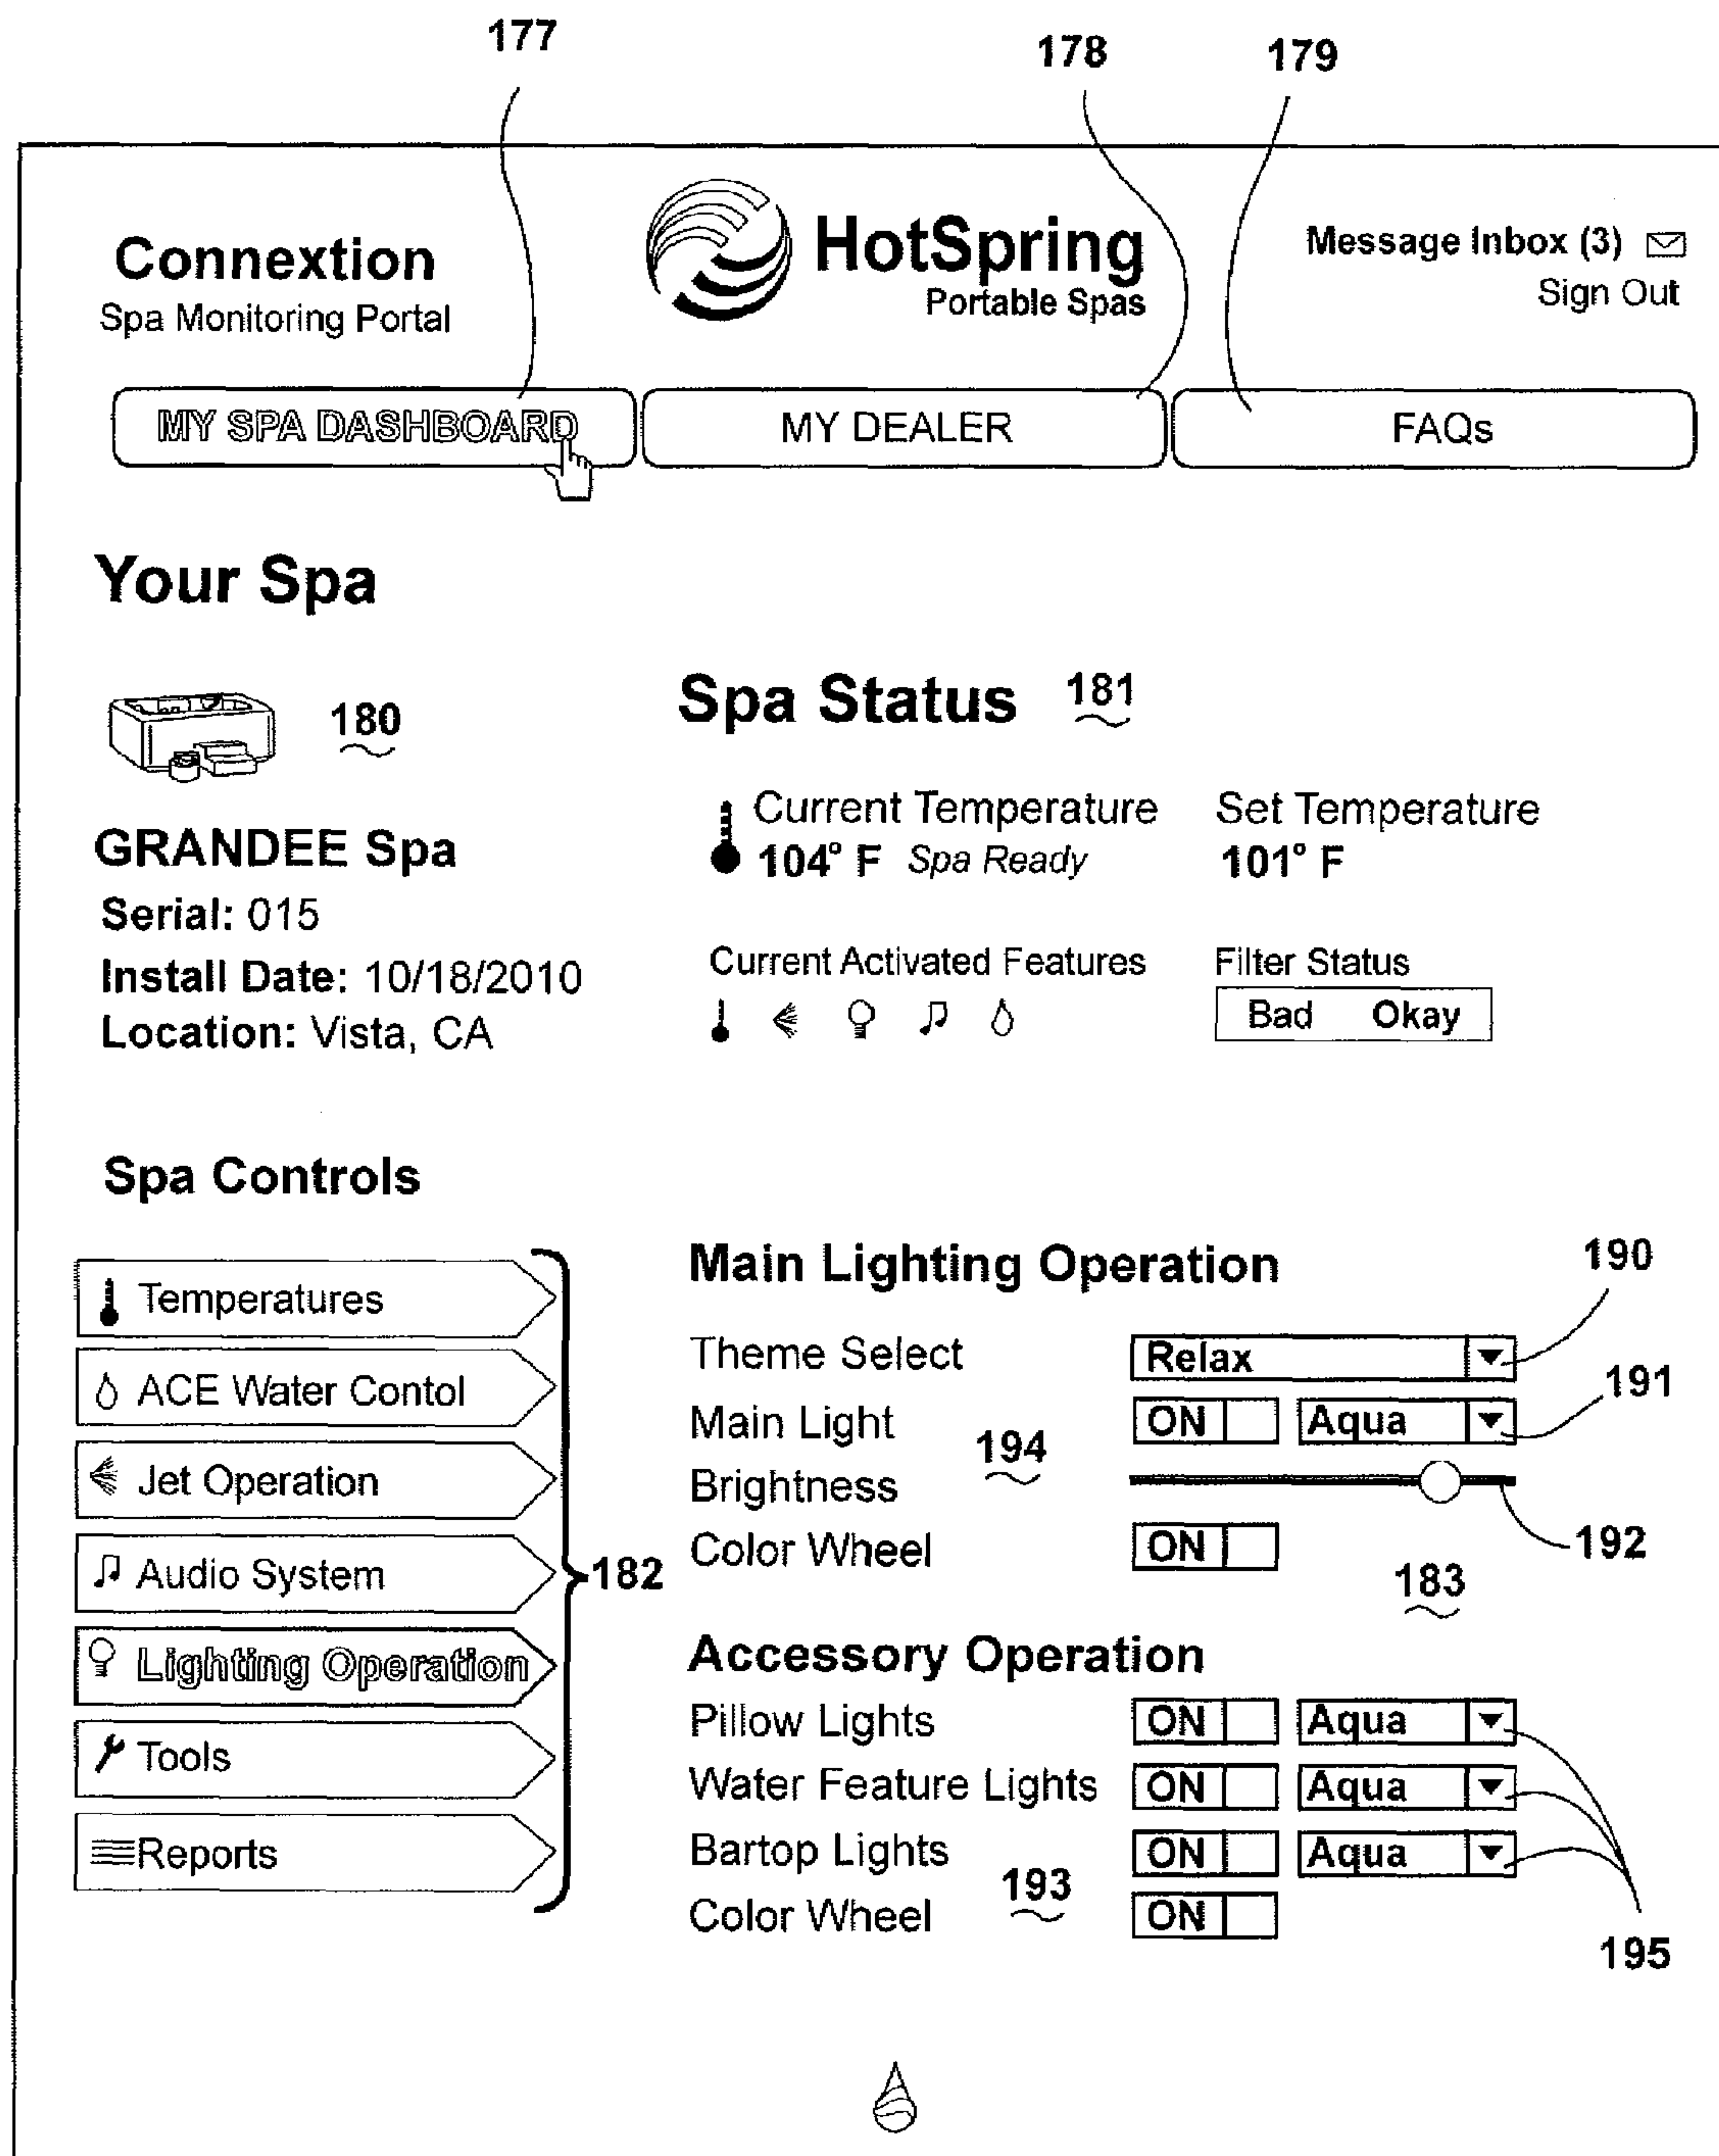 177
178
179
Connextion
Spa Monitoring Portal
HotSpring
Portable Spas
Message Inbox (3)
Sign Out
MY SPA DASHBOARD
MY DEALER
FAQs
Your Spa
180
GRANDEE Spa
Serial: 015
Install Date: 10/18/2010
Location: Vista, CA
Spa Status 181
Current Temperature
104° F Spa Ready
Set Temperature
101° F
Current Activated Features
Filter Status
Bad Okay
Spa Controls
Temperatures
ACE Water Contol
Jet Operation
Audio System
Lighting Operation
Tools
Reports
182
Main Lighting Operation
190
Theme Select Relax
191
Main Light ON Aqua
194
Brightness
192
Color Wheel ON
183
Accessory Operation
Pillow Lights ON Aqua
Water Feature Lights ON Aqua
Bartop Lights ON Aqua
193
Color Wheel ON
195